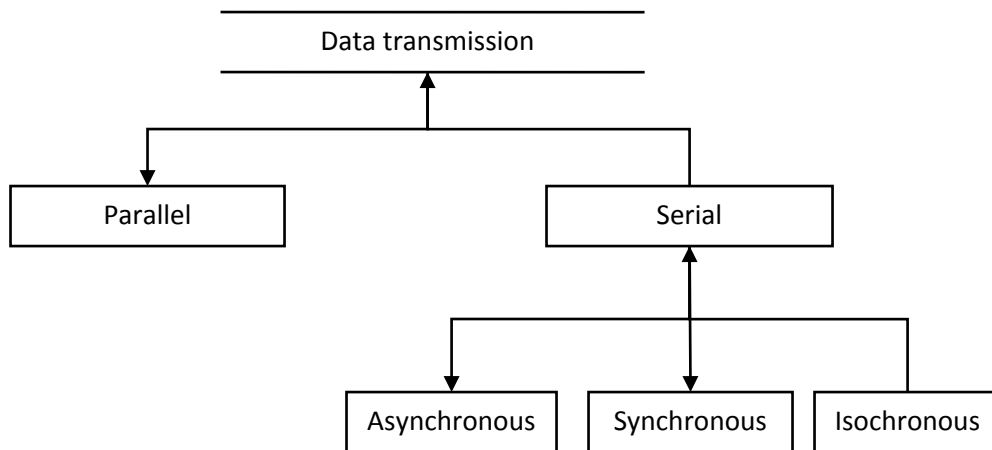 Data transmission
Parallel
Serial
Asynchronous
Synchronous
Isochronous